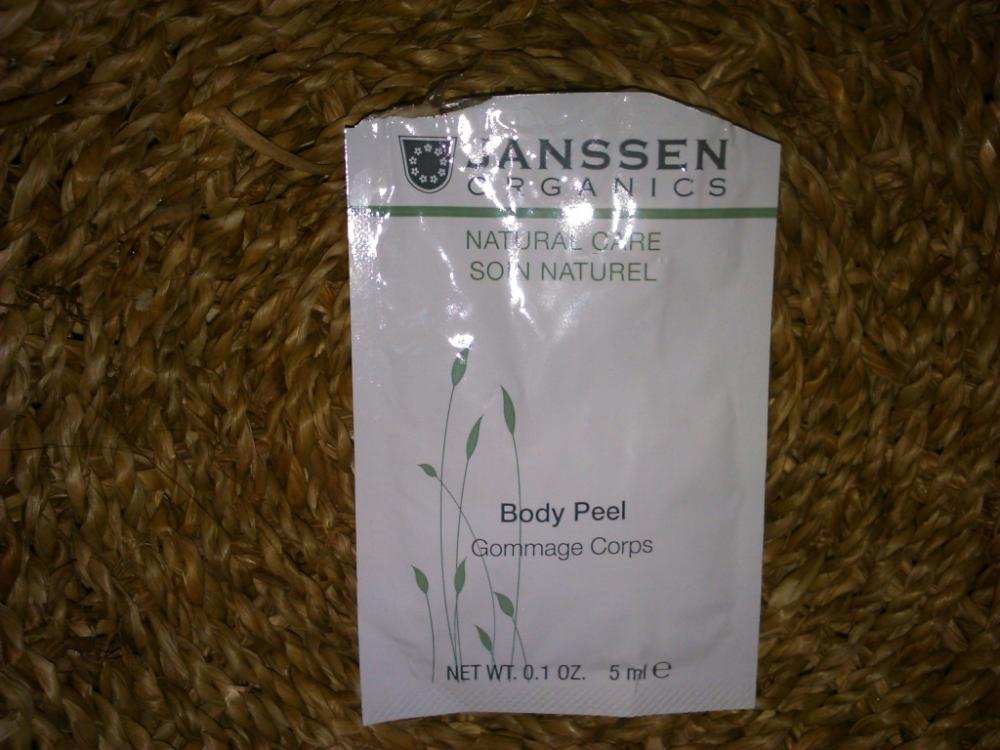 JANSSEN
ORGANICS
NATURAL CARE
SOIN NATUREL
Body Peel
Gommage Corps
NET WT. 0.1 OZ. 5 ml ℮